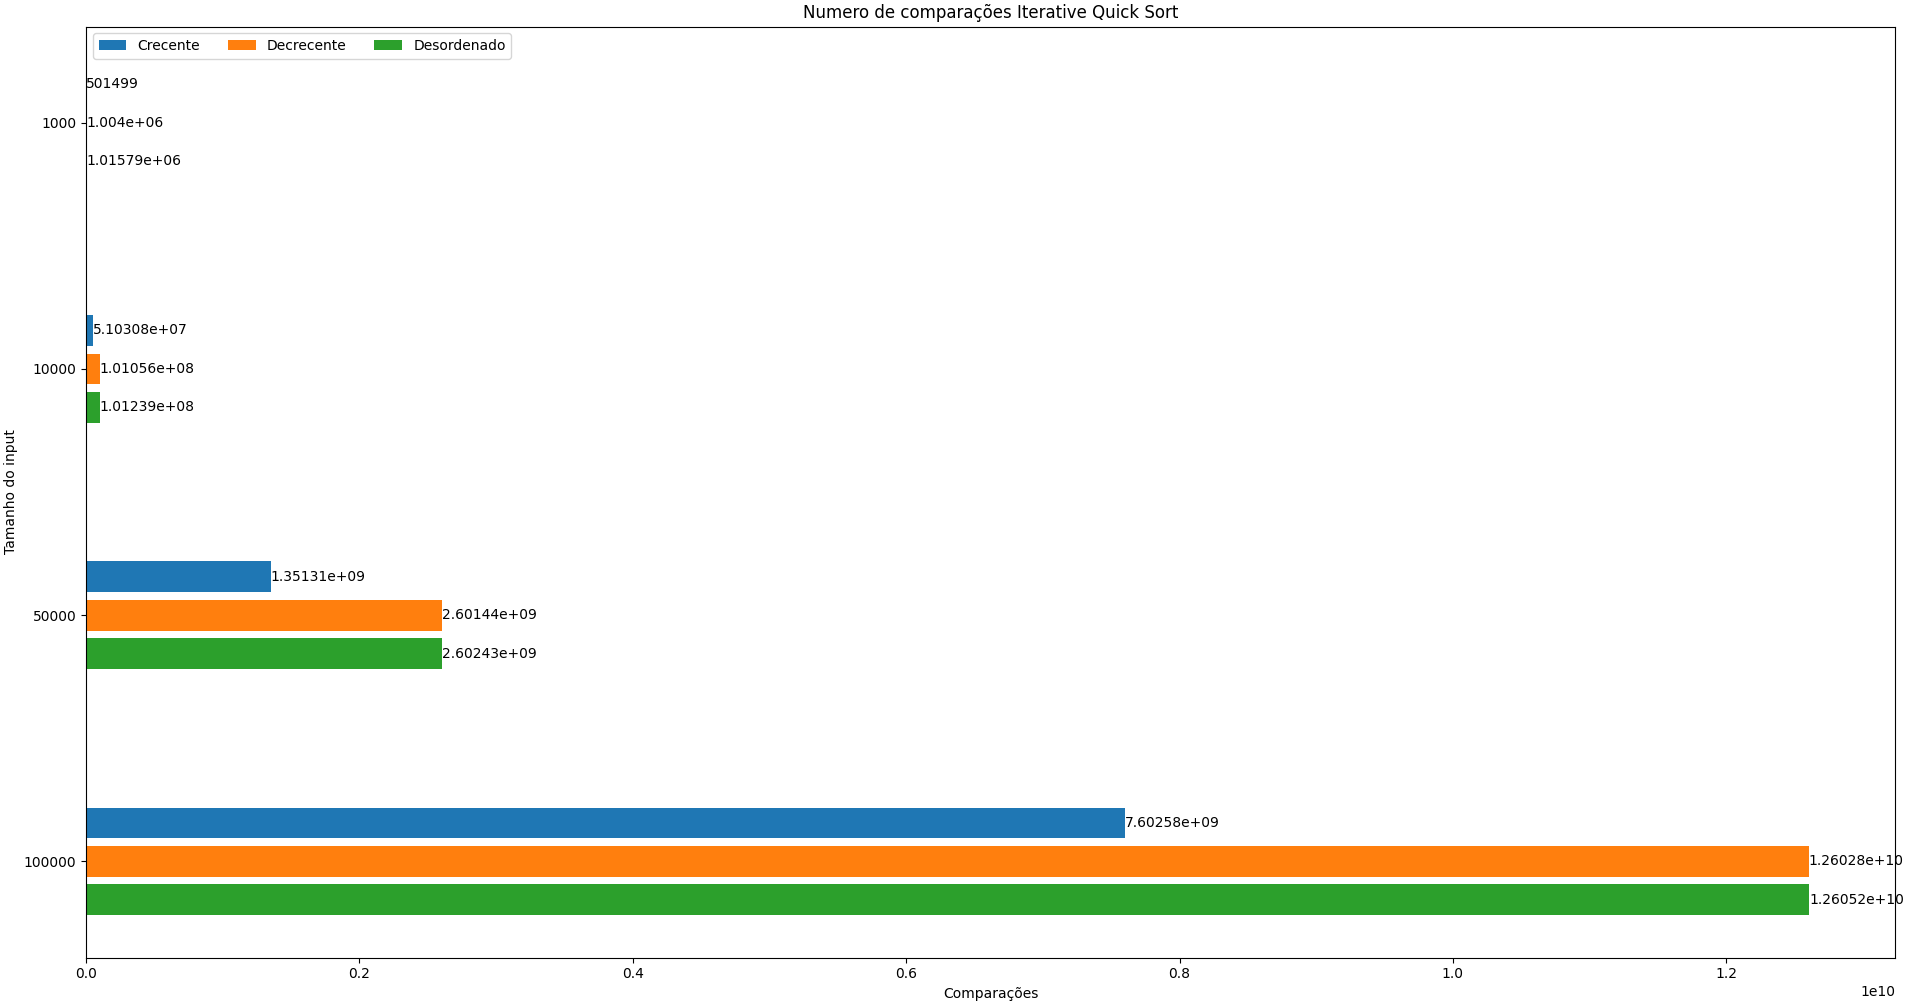 Numero de comparações Iterative Quick Sort
Crecente Decrecente Desordenado
501499
1000 1.004e+06
1.01579e+06
5.10308e+07
10000 1.01056e+08
1.01239e+08
Tamanho do input
1.35131e+09
50000 2.60144e+09
2.60243e+09
7.60258e+09
100000 1.26028e+10
1.26052e+10
0.0 0.2 0.4 0.6 0.8 1.0 1.2
Comparações 1e10